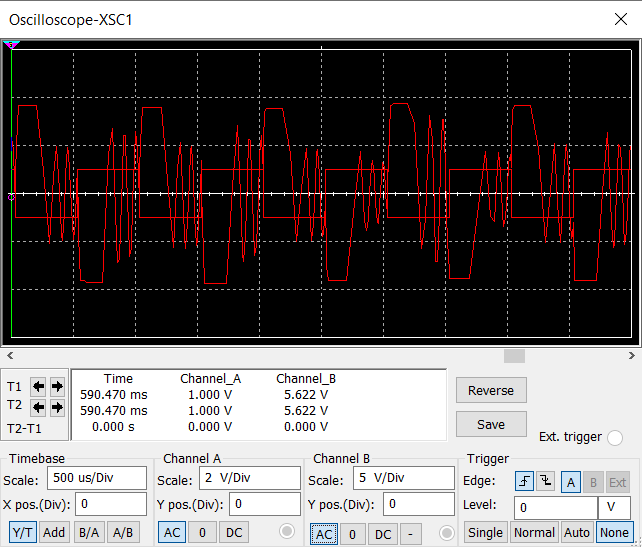 Oscilloscope-XSC1
T1
T2
T2-T1
Time Channel_A Channel_B
590.470 ms 1.000 V 5.622 V
590.470 ms 1.000 V 5.622 V
0.000 s 0.000 V 0.000 V
Reverse
Save
Ext. trigger
Timebase
Scale: 500 us/Div
X pos.(Div): 0
Y/T Add B/A A/B
Channel A
Scale: 2 V/Div
Y pos.(Div): 0
AC 0 DC
Channel B
Scale: 5 V/Div
Y pos.(Div): 0
AC 0 DC -
Trigger
Edge: A B Ext
Level: 0 V
Single Normal Auto None